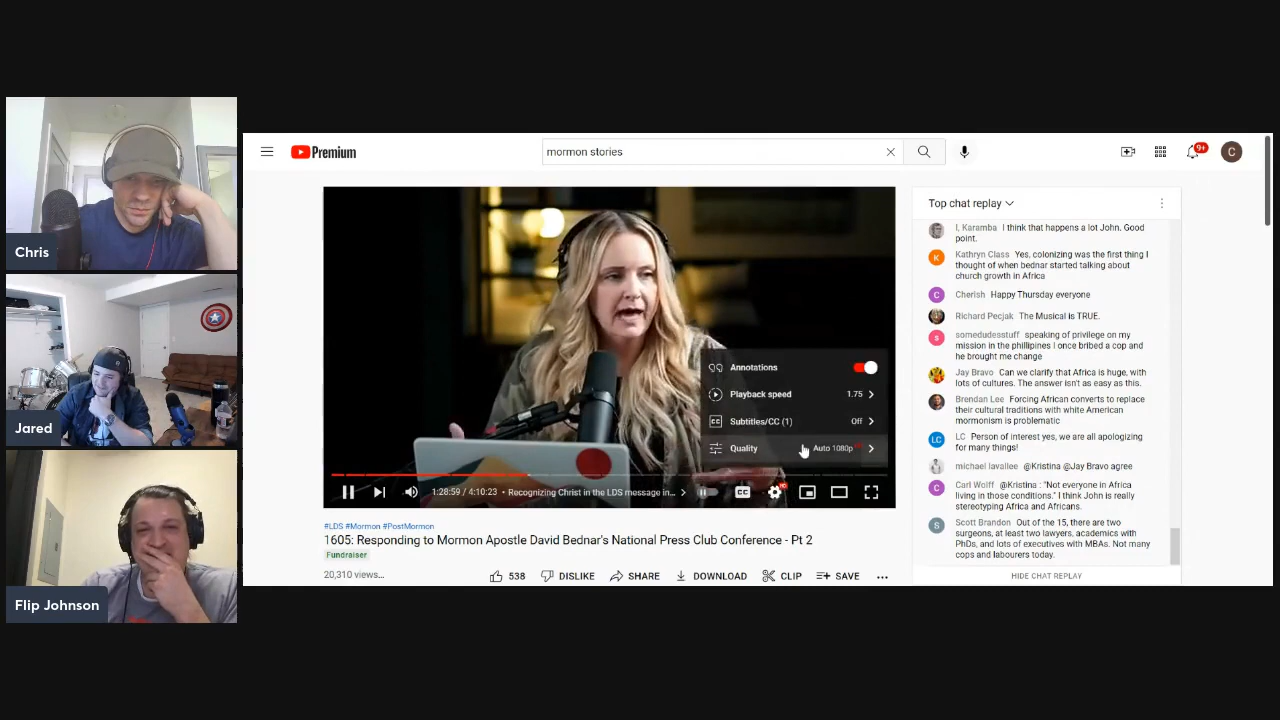 Chris
Jared
Flip Johnson
Premium
mormon stories
9+
C
Annotations
Playback speed
1.75
Subtitles/CC (1)
Off
Quality
Auto 1080p
1:28:59 / 4:10:23 • Recognizing Christ in the LDS message in...
CC
#LDS #Mormon #PostMormon
1605: Responding to Mormon Apostle David Bednar's National Press Club Conference - Pt 2
Fundraiser
20,310 views...
538
DISLIKE
SHARE
DOWNLOAD
CLIP
SAVE
Top chat replay
I, Karamba I think that happens a lot John. Good
point.
K
Kathryn Class Yes, colonizing was the first thing I
thought of when bednar started talking about
church growth in Africa
C
Cherish Happy Thursday everyone
Richard Pecjak The Musical is TRUE.
S
somedudesstuff speaking of privilege on my
mission in the phillipines I once bribed a cop and
he brought me change
Jay Bravo Can we clarify that Africa is huge, with
lots of cultures. The answer isn't as easy as this.
Brendan Lee Forcing African converts to replace
their cultural traditions with white American
mormonism is problematic
LC
LC Person of interest yes, we are all apologizing
for many things!
michael lavallee @Kristina @Jay Bravo agree
C
Carl Wolff @Kristina : "Not everyone in Africa
living in those conditions." I think John is really
stereotyping Africa and Africans.
S
Scott Brandon Out of the 15, there are two
surgeons, at least two lawyers, academics with
PhDs, and lots of executives with MBAs. Not many
cops and labourers today.
HIDE CHAT REPLAY